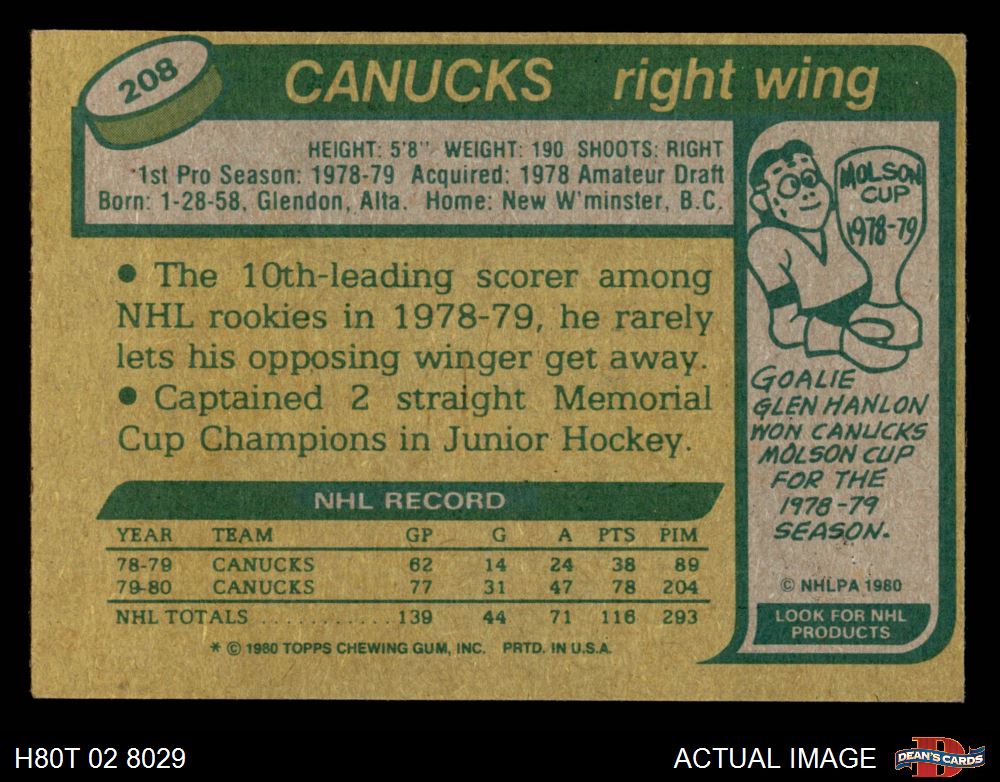 208
CANUCKS right wing
HEIGHT: 5'8" WEIGHT: 190 SHOOTS: RIGHT
1st Pro Season: 1978-79 Acquired: 1978 Amateur Draft
Born: 1-28-58, Glendon, Alta. Home: New W'minster, B.C.
• The 10th-leading scorer among
NHL rookies in 1978-79, he rarely
lets his opposing winger get away.
• Captained 2 straight Memorial
Cup Champions in Junior Hockey.
NHL RECORD
YEAR TEAM GP G A PTS PIM
78-79 CANUCKS 62 14 24 38 89
79-80 CANUCKS 77 31 47 78 204
NHL TOTALS ............139 44 71 116 293
* © 1980 TOPPS CHEWING GUM, INC. PRTD. IN U.S.A.
MOLSON
CUP
1978-79
GOALIE
GLEN HANLON
WON CANUCKS
MOLSON CUP
FOR THE
1978-79
SEASON.
© NHLPA 1980
LOOK FOR NHL
PRODUCTS
H80T 02 8029
ACTUAL IMAGE
D
DEAN'S CARDS